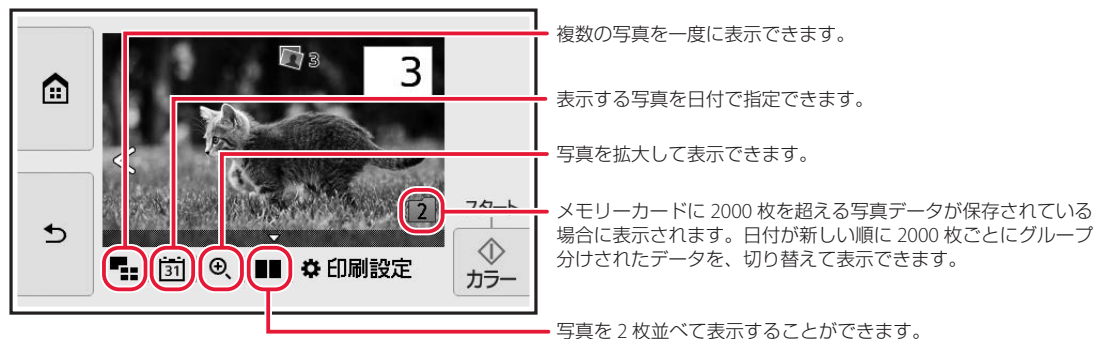 複数の写真を一度に表示できます。
3
3
表示する写真を日付で指定できます。
写真を拡大して表示できます。
2
スタート
メモリーカードに 2000 枚を超える写真データが保存されている
場合に表示されます。日付が新しい順に 2000 枚ごとにグループ
分けされたデータを、切り替えて表示できます。
31
印刷設定
カラー
写真を 2 枚並べて表示することができます。